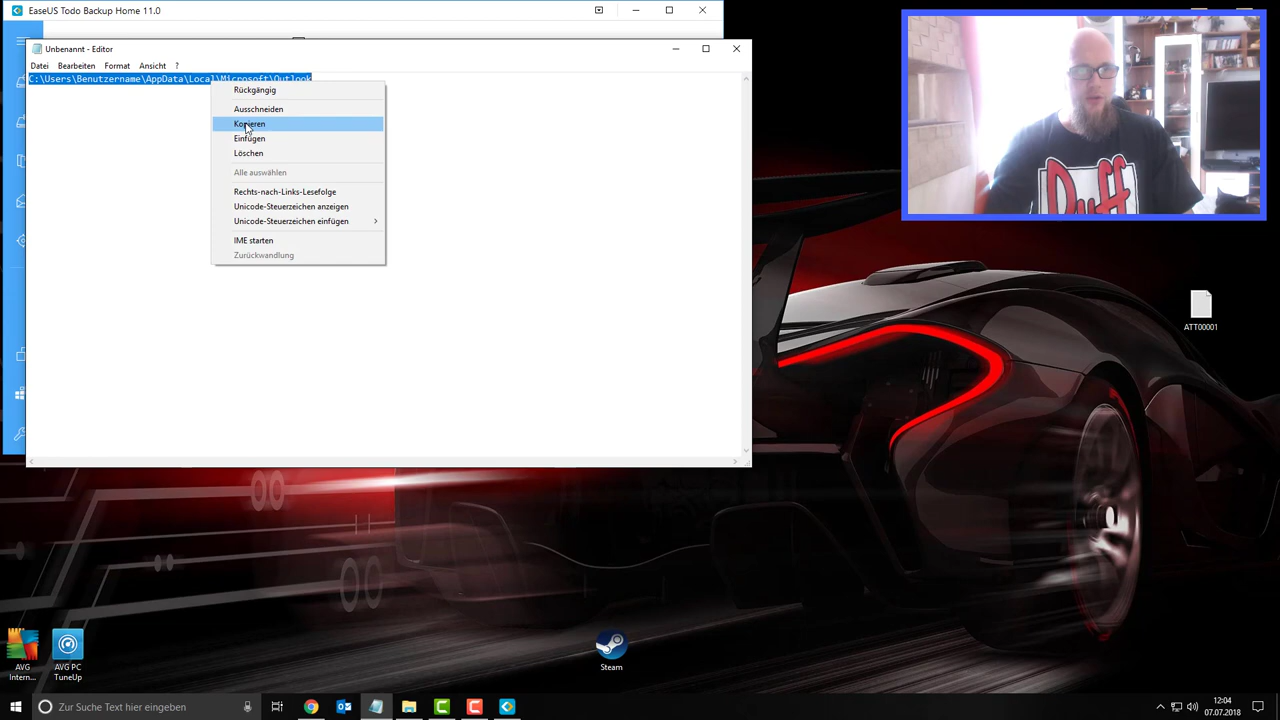 EaseUS Todo Backup Home 11.0
Unbenannt - Editor
Datei Bearbeiten Format Ansicht ?
C:\Users\Benutzername\AppData\Local\Microsoft\Outlook
Rückgängig
Ausschneiden
Kopieren
Einfügen
Löschen
Alle auswählen
Rechts-nach-Links-Lesefolge
Unicode-Steuerzeichen anzeigen
Unicode-Steuerzeichen einfügen
IME starten
Zurückwandlung
Duff
ATT00001
AVG Intern...
AVG PC TuneUp
Steam
Zur Suche Text hier eingeben
12:04
07.07.2018